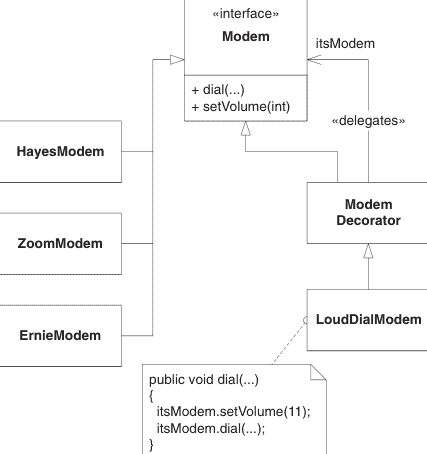 «interface»
Modem
itsModem
+ dial(...)
+ setVolume(int)
«delegates»
HayesModem
Modem
Decorator
ZoomModem
LoudDialModem
ErnieModem
public void dial(...)
{
itsModem.setVolume(11);
itsModem.dial(...);
}